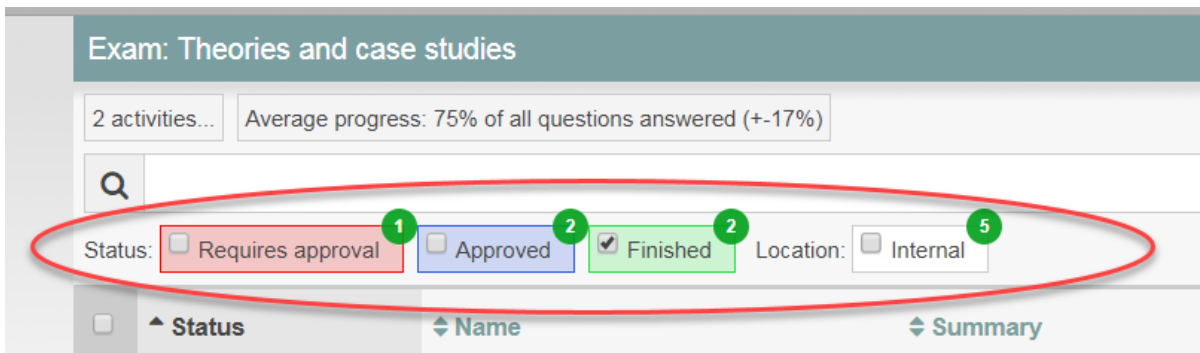 Exam: Theories and case studies
2 activities... Average progress: 75% of all questions answered (+-17%)
Status: Requires approval 1 Approved 2 Finished 2 Location: Internal 5
Status Name Summary